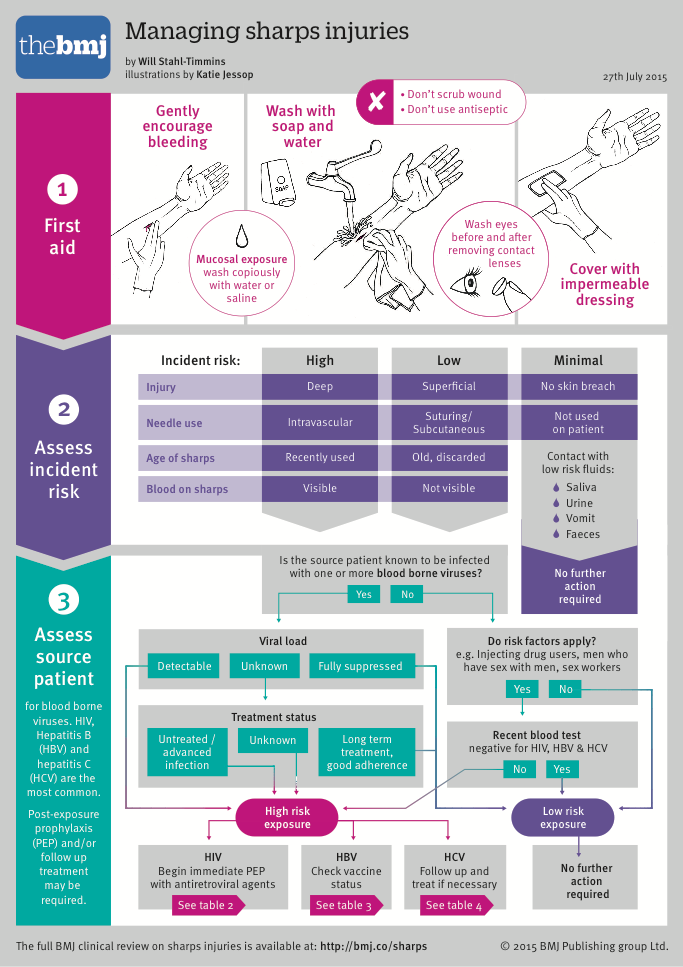 thebmj
Managing sharps injuries
by Will Stahl-Timmins
illustrations by Katie Jessop
27th July 2015
1
First
aid
Gently
encourage
bleeding
Mucosal exposure
wash copiously
with water or
saline
Wash with
soap and
water
SOAP
✘
• Don't scrub wound
• Don't use antiseptic
Wash eyes
before and after
removing contact
lenses
Cover with
impermeable
dressing
2
Assess
incident
risk
Incident risk:
High
Low
Minimal
Injury
Deep
Superficial
No skin breach
Needle use
Intravascular
Suturing/
Subcutaneous
Not used
on patient
Age of sharps
Recently used
Old, discarded
Blood on sharps
Visible
Not visible
Contact with
low risk fluids:
Saliva
Urine
Vomit
Faeces
No further
action
required
3
Assess
source
patient
for blood borne
viruses. HIV,
Hepatitis B
(HBV) and
hepatitis C
(HCV) are the
most common.
Post-exposure
prophylaxis
(PEP) and/or
follow up
treatment
may be
required.
Is the source patient known to be infected
with one or more blood borne viruses?
Yes
No
Viral load
Detectable
Unknown
Fully suppressed
Treatment status
Untreated /
advanced
infection
Unknown
Long term
treatment,
good adherence
Do risk factors apply?
e.g. Injecting drug users, men who
have sex with men, sex workers
Yes
No
Recent blood test
negative for HIV, HBV & HCV
No
Yes
High risk
exposure
Low risk
exposure
HIV
Begin immediate PEP
with antiretroviral agents
See table 2
HBV
Check vaccine
status
See table 3
HCV
Follow up and
treat if necessary
See table 4
No further
action
required
The full BMJ clinical review on sharps injuries is available at: http://bmj.co/sharps
© 2015 BMJ Publishing group Ltd.